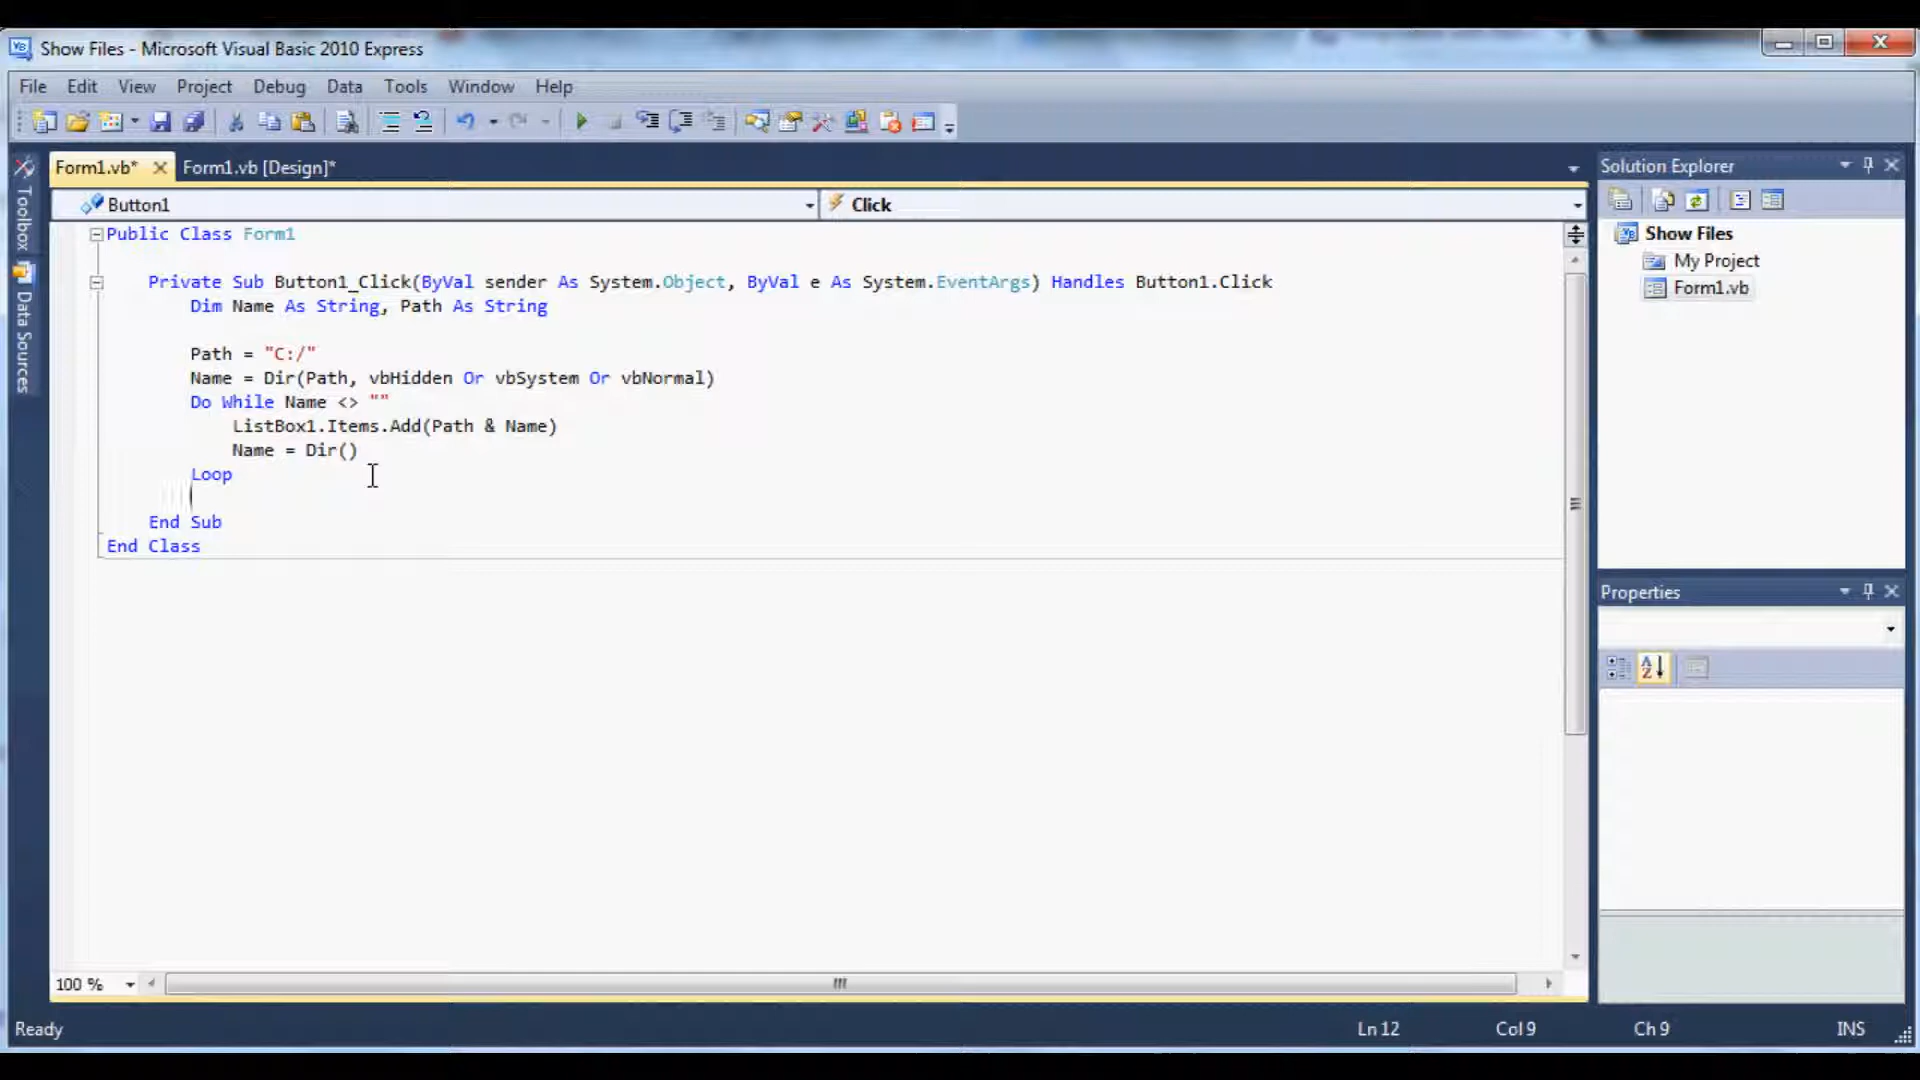 Show Files - Microsoft Visual Basic 2010 Express
File Edit View Project Debug Data Tools Window Help
Form1.vb* Form1.vb [Design]*
Button1 Click
Public Class Form1
Private Sub Button1_Click(ByVal sender As System.Object, ByVal e As System.EventArgs) Handles Button1.Click
Dim Name As String, Path As String
Path = "C:/"
Name = Dir(Path, vbHidden Or vbSystem Or vbNormal)
Do While Name <> ""
ListBox1.Items.Add(Path & Name)
Name = Dir()
Loop
End Sub
End Class
Toolbox
Data Sources
Solution Explorer
Show Files
My Project
Form1.vb
Properties
100 %
Ready Ln 12 Col 9 Ch 9 INS